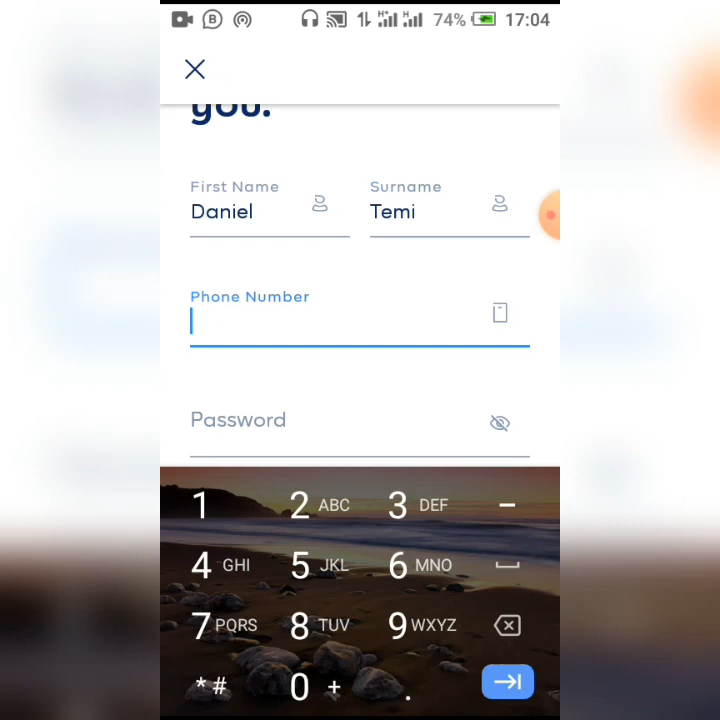 B 74% 17:04
you.
First Name Surname
Daniel Temi
Phone Number
Password
1 2 ABC 3 DEF –
4 GHI 5 JKL 6 MNO
7 PQRS 8 TUV 9 WXYZ
*# 0 + .